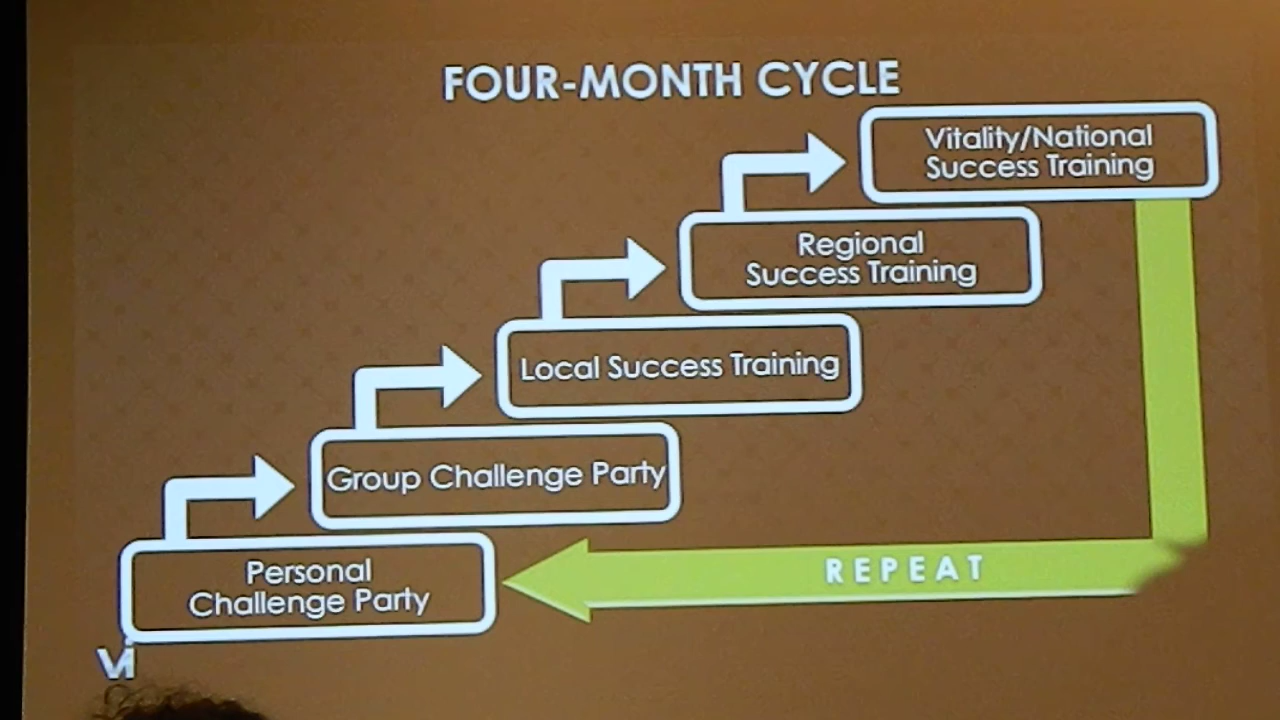 FOUR-MONTH CYCLE
Vitality/National
Success Training
Regional
Success Training
Local Success Training
Group Challenge Party
Personal
Challenge Party
REPEAT
Vi